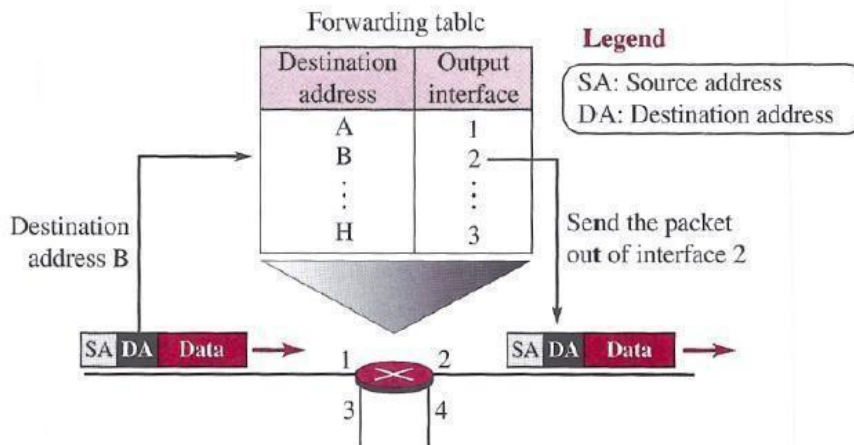 Forwarding table
Destination address
Output interface
A 1
B 2
⋮ ⋮
H 3
Legend
SA: Source address
DA: Destination address
Destination
address B
Send the packet
out of interface 2
SA DA Data
SA DA Data
1 2
3 4